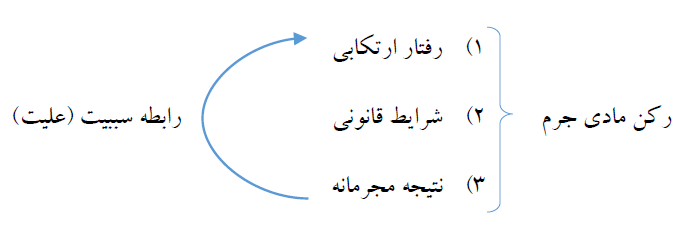 رکن مادی جرم
۱) رفتار ارتکابی
۲) شرایط قانونی
۳) نتیجه مجرمانه
رابطه سببیت (علیت)